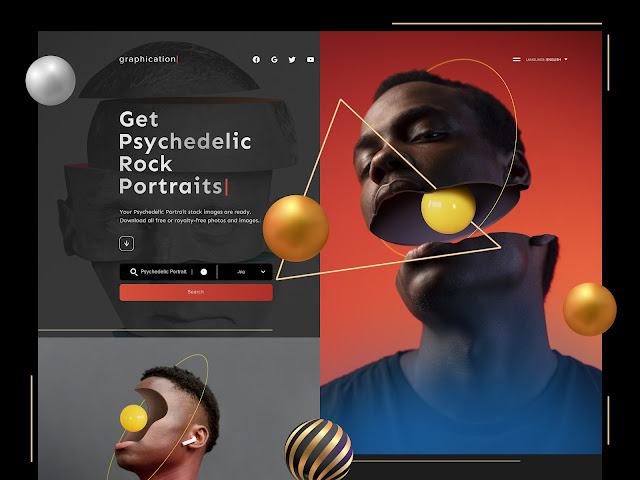 graphication|
LANGUAGE: ENGLISH
Get
Psychedelic
Rock
Portraits|
Your Psychedelic Portrait stock images are ready.
Download all free or royalty-free photos and images.
Psychedelic Portrait |
.Jpg
Search